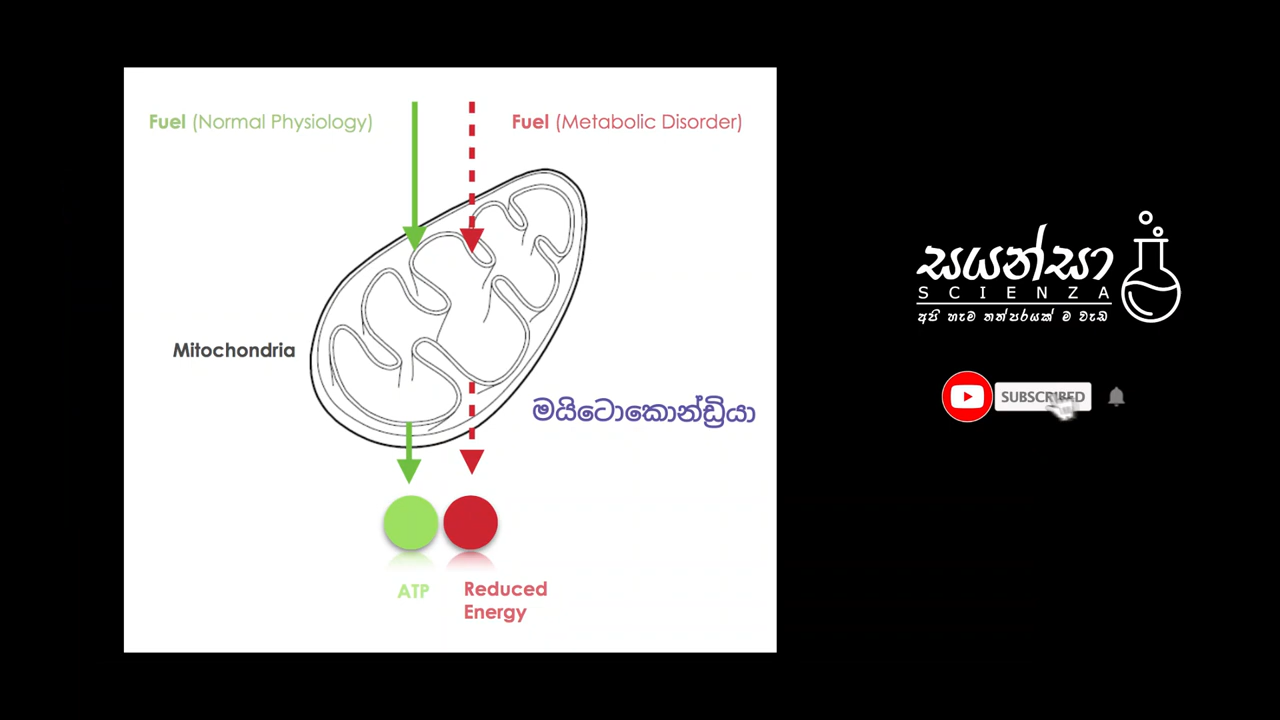 Fuel (Normal Physiology)
Fuel (Metabolic Disorder)
Mitochondria
මයිටොකොන්ඩ්‍රියා
ATP
Reduced
Energy
සයන්සා
SCIENZA
අපි හැම තත්පරයක් ම වැඩ
SUBSCRIBED